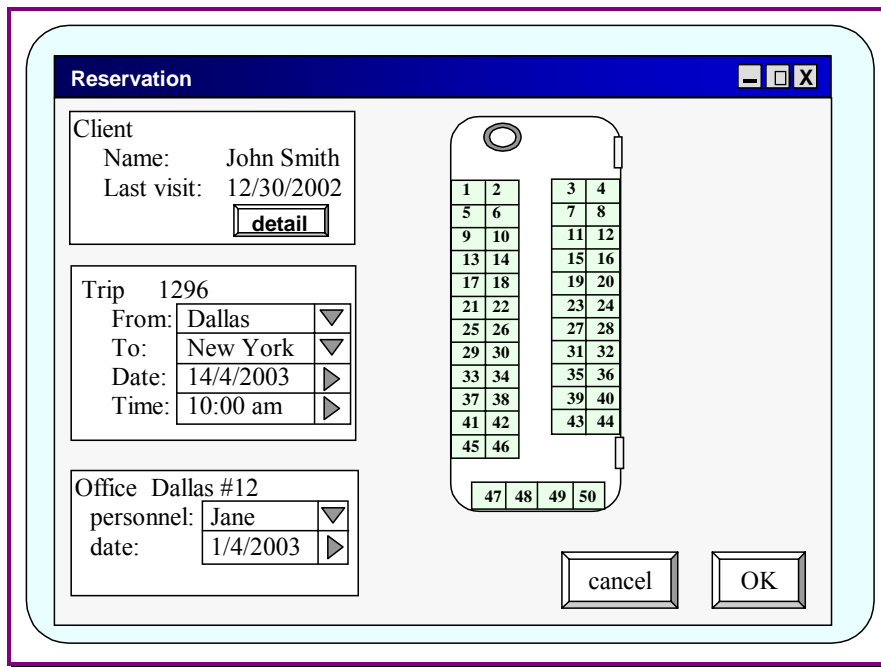 Reservation X
Client
Name: John Smith
Last visit: 12/30/2002
detail
Trip 1296
From: Dallas
To: New York
Date: 14/4/2003
Time: 10:00 am
Office Dallas #12
personnel: Jane
date: 1/4/2003
1 2 3 4
5 6 7 8
9 10 11 12
13 14 15 16
17 18 19 20
21 22 23 24
25 26 27 28
29 30 31 32
33 34 35 36
37 38 39 40
41 42 43 44
45 46
47 48 49 50
cancel OK